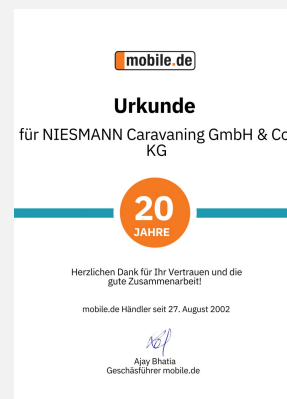 mobile.de
Urkunde
für NIESMANN Caravaning GmbH & Co
KG
20
JAHRE
Herzlichen Dank für Ihr Vertrauen und die
gute Zusammenarbeit!
mobile.de Händler seit 27. August 2002
Ajay Bhatia
Geschäsführer mobile.de